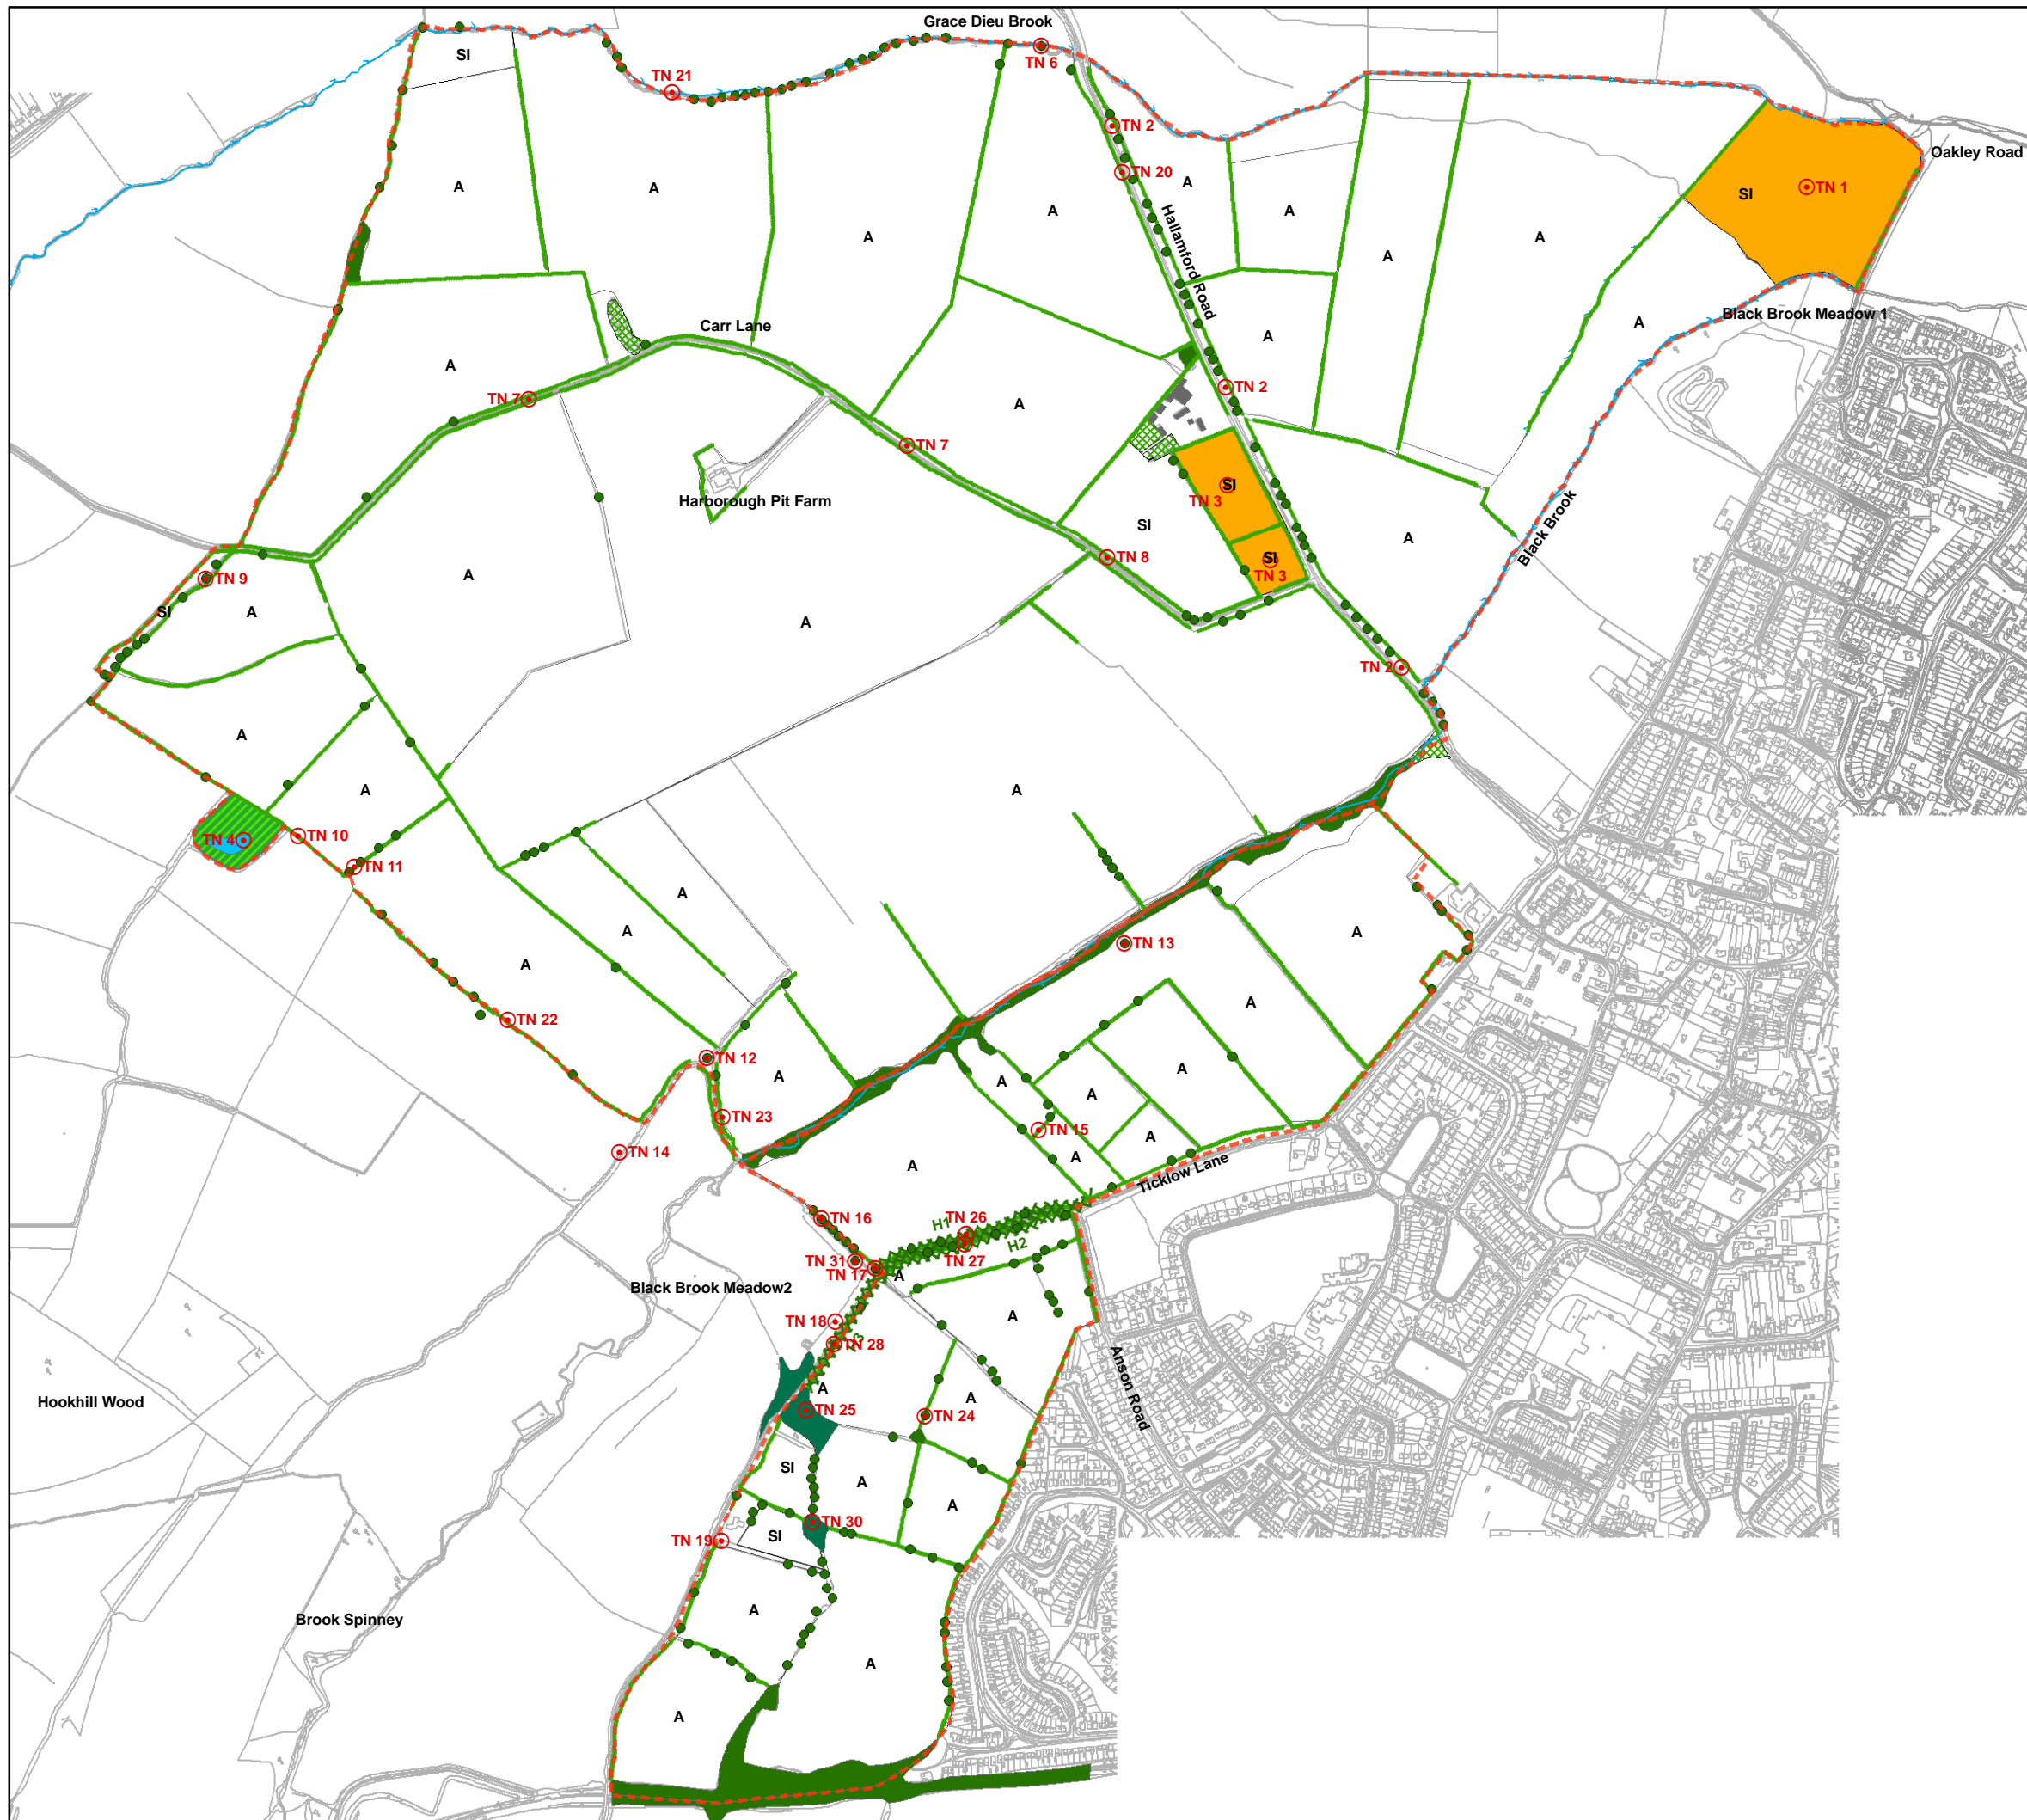 Grace Dieu Brook
SI
TN 6
TN 21
TN 2
Oakley Road
TN 20
A
A
A
SI
TN 1
A
A
Hallamford Road
A
A
A
A
Carr Lane
A
A
Black Brook Meadow 1
A
TN 2
TN 7
A
TN 7
SI
TN 3
Harborough Pit Farm
SI
Black Brook
A
TN 8
SI
TN 3
A
TN 9
SI
A
A
TN 2
A
A
A
TN 4
TN 10
TN 11
A
A
A
TN 13
A
A
TN 22
TN 12
A
A
A
A
A
TN 23
TN 15
A
TN 14
A
A
Ticklow Lane
TN 16
H1
TN 26
H2
TN 31
TN 17
TN 27
A
Black Brook Meadow2
TN 18
A
TN 28
Anson Road
A
A
Hookhill Wood
TN 25
TN 24
SI
A
A
TN 30
SI
TN 19
A
Brook Spinney
A
A